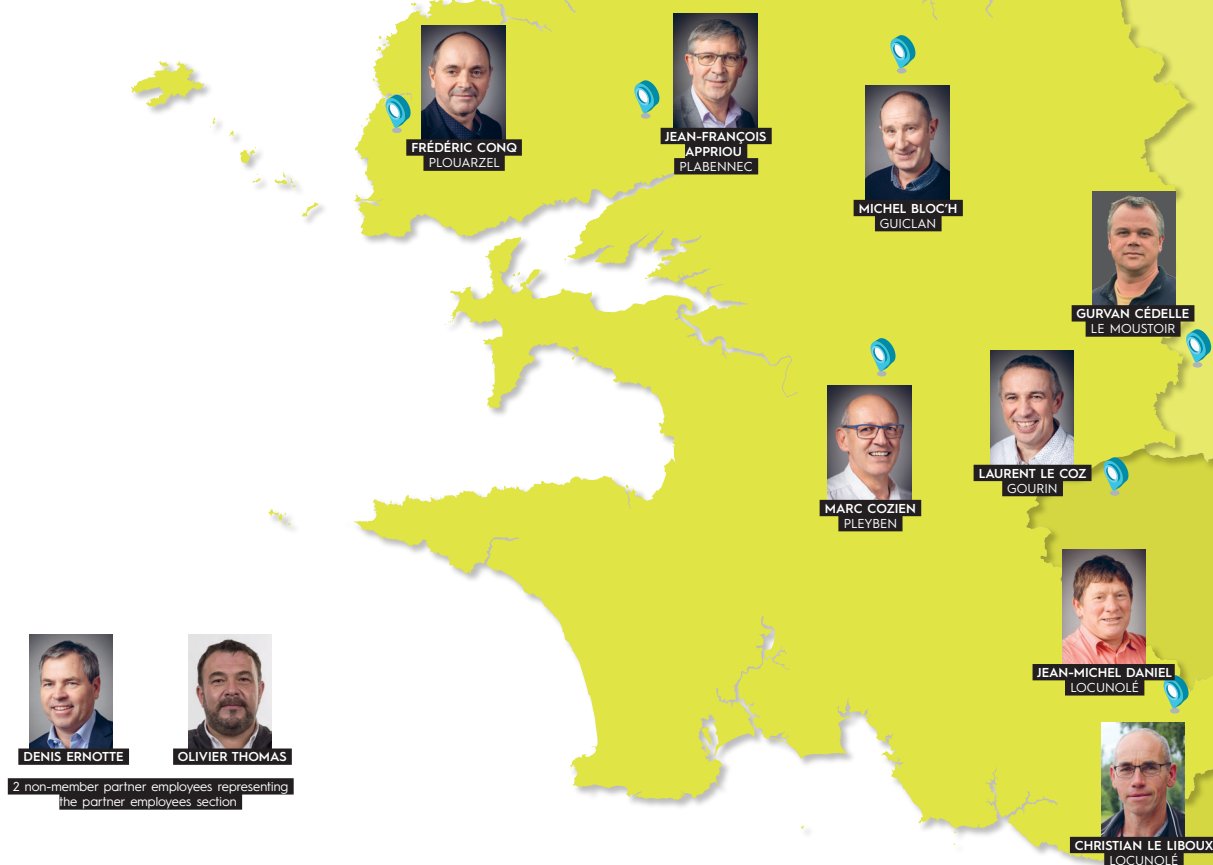 FRÉDÉRIC CONQ
PLOUARZEL
JEAN-FRANÇOIS
APPRIOU
PLABENNEC
MICHEL BLOC'H
GUICLAN
GURVAN CÉDELLE
LE MOUSTOIR
LAURENT LE COZ
GOURIN
MARC COZIEN
PLEYBEN
JEAN-MICHEL DANIEL
LOCUNOLÉ
CHRISTIAN LE LIBOUX
LOCUNOLÉ
DENIS ERNOTTE
OLIVIER THOMAS
2 non-member partner employees representing
the partner employees section